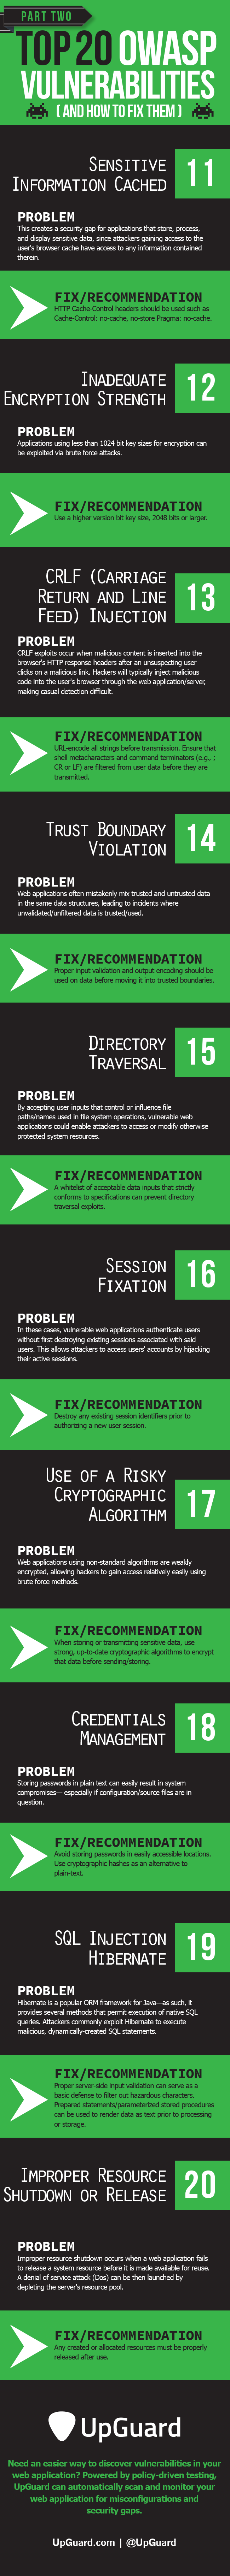 PART TWO
TOP 20 OWASP
VULNERABILITIES
( AND HOW TO FIX THEM )
SENSITIVE
INFORMATION CACHED
11
PROBLEM
This creates a security gap for applications that store, process,
and display sensitive data, since attackers gaining access to the
user's browser cache have access to any information contained
therein.
FIX/RECOMMENDATION
HTTP Cache-Control headers should be used such as
Cache-Control: no-cache, no-store Pragma: no-cache.
INADEQUATE
ENCRYPTION STRENGTH
12
PROBLEM
Applications using less than 1024 bit key sizes for encryption can
be exploited via brute force attacks.
FIX/RECOMMENDATION
Use a higher version bit key size, 2048 bits or larger.
CRLF (CARRIAGE
RETURN AND LINE
FEED) INJECTION
13
PROBLEM
CRLF exploits occur when malicious content is inserted into the
browser's HTTP response headers after an unsuspecting user
clicks on a malicious link. Hackers will typically inject malicious
code into the user's browser through the web application/server,
making casual detection difficult.
FIX/RECOMMENDATION
URL-encode all strings before transmission. Ensure that
shell metacharacters and command terminators (e.g., ;
CR or LF) are filtered from user data before they are
transmitted.
TRUST BOUNDARY
VIOLATION
14
PROBLEM
Web applications often mistakenly mix trusted and untrusted data
in the same data structures, leading to incidents where
unvalidated/unfiltered data is trusted/used.
FIX/RECOMMENDATION
Proper input validation and output encoding should be
used on data before moving it into trusted boundaries.
DIRECTORY
TRAVERSAL
15
PROBLEM
By accepting user inputs that control or influence file
paths/names used in file system operations, vulnerable web
applications could enable attackers to access or modify otherwise
protected system resources.
FIX/RECOMMENDATION
A whitelist of acceptable data inputs that strictly
conforms to specifications can prevent directory
traversal exploits.
SESSION
FIXATION
16
PROBLEM
In these cases, vulnerable web applications authenticate users
without first destroying existing sessions associated with said
users. This allows attackers to access users' accounts by hijacking
their active sessions.
FIX/RECOMMENDATION
Destroy any existing session identifiers prior to
authorizing a new user session.
USE OF A RISKY
CRYPTOGRAPHIC
ALGORITHM
17
PROBLEM
Web applications using non-standard algorithms are weakly
encrypted, allowing hackers to gain access relatively easily using
brute force methods.
FIX/RECOMMENDATION
When storing or transmitting sensitive data, use
strong, up-to-date cryptographic algorithms to encrypt
that data before sending/storing.
CREDENTIALS
MANAGEMENT
18
PROBLEM
Storing passwords in plain text can easily result in system
compromises— especially if configuration/source files are in
question.
FIX/RECOMMENDATION
Avoid storing passwords in easily accessible locations.
Use cryptographic hashes as an alternative to
plain-text.
SQL INJECTION
HIBERNATE
19
PROBLEM
Hibernate is a popular ORM framework for Java—as such, it
provides several methods that permit execution of native SQL
queries. Attackers commonly exploit Hibernate to execute
malicious, dynamically-created SQL statements.
FIX/RECOMMENDATION
Proper server-side input validation can serve as a
basic defense to filter out hazardous characters.
Prepared statements/parameterized stored procedures
can be used to render data as text prior to processing
or storage.
IMPROPER RESOURCE
SHUTDOWN OR RELEASE
20
PROBLEM
Improper resource shutdown occurs when a web application fails
to release a system resource before it is made available for reuse.
A denial of service attack (Dos) can be then launched by
depleting the server's resource pool.
FIX/RECOMMENDATION
Any created or allocated resources must be properly
released after use.
UpGuard
Need an easier way to discover vulnerabilities in your
web application? Powered by policy-driven testing,
UpGuard can automatically scan and monitor your
web application for misconfigurations and
security gaps.
UpGuard.com | @UpGuard